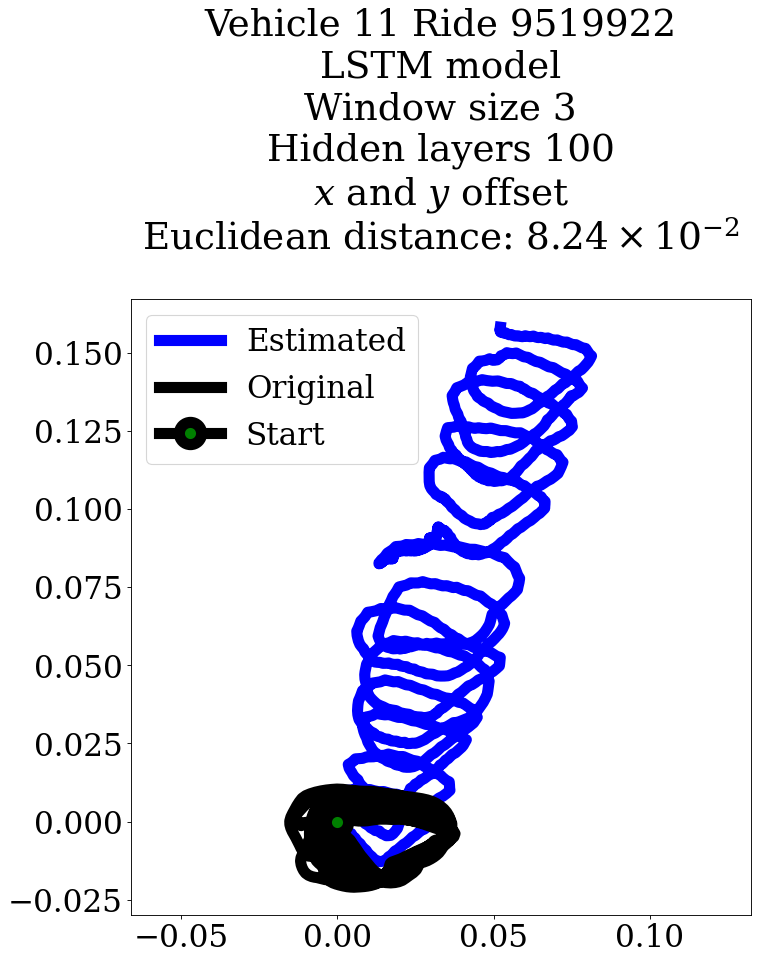 Vehicle 11 Ride 9519922
LSTM model
Window size 3
Hidden layers 100
x and y offset
Euclidean distance: 8.24 × 10⁻²
Estimated
Original
Start
0.150
0.125
0.100
0.075
0.050
0.025
0.000
−0.025
−0.05 0.00 0.05 0.10